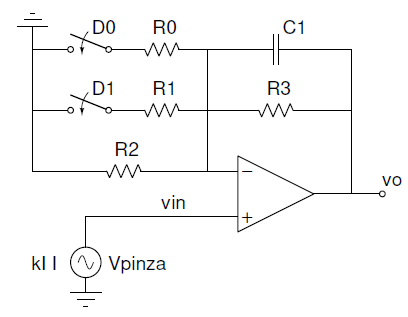 D0 R0 C1
D1 R1 R3
R2
vin
−
+
vo
kI I Vpinza